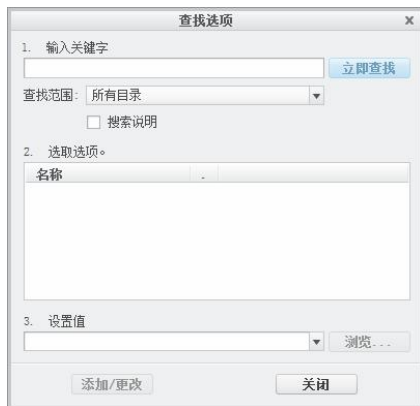 查找选项
1. 输入关键字
立即查找
查找范围: 所有目录
搜索说明
2. 选取选项。
名称 .
3. 设置值
浏览...
添加/更改 关闭